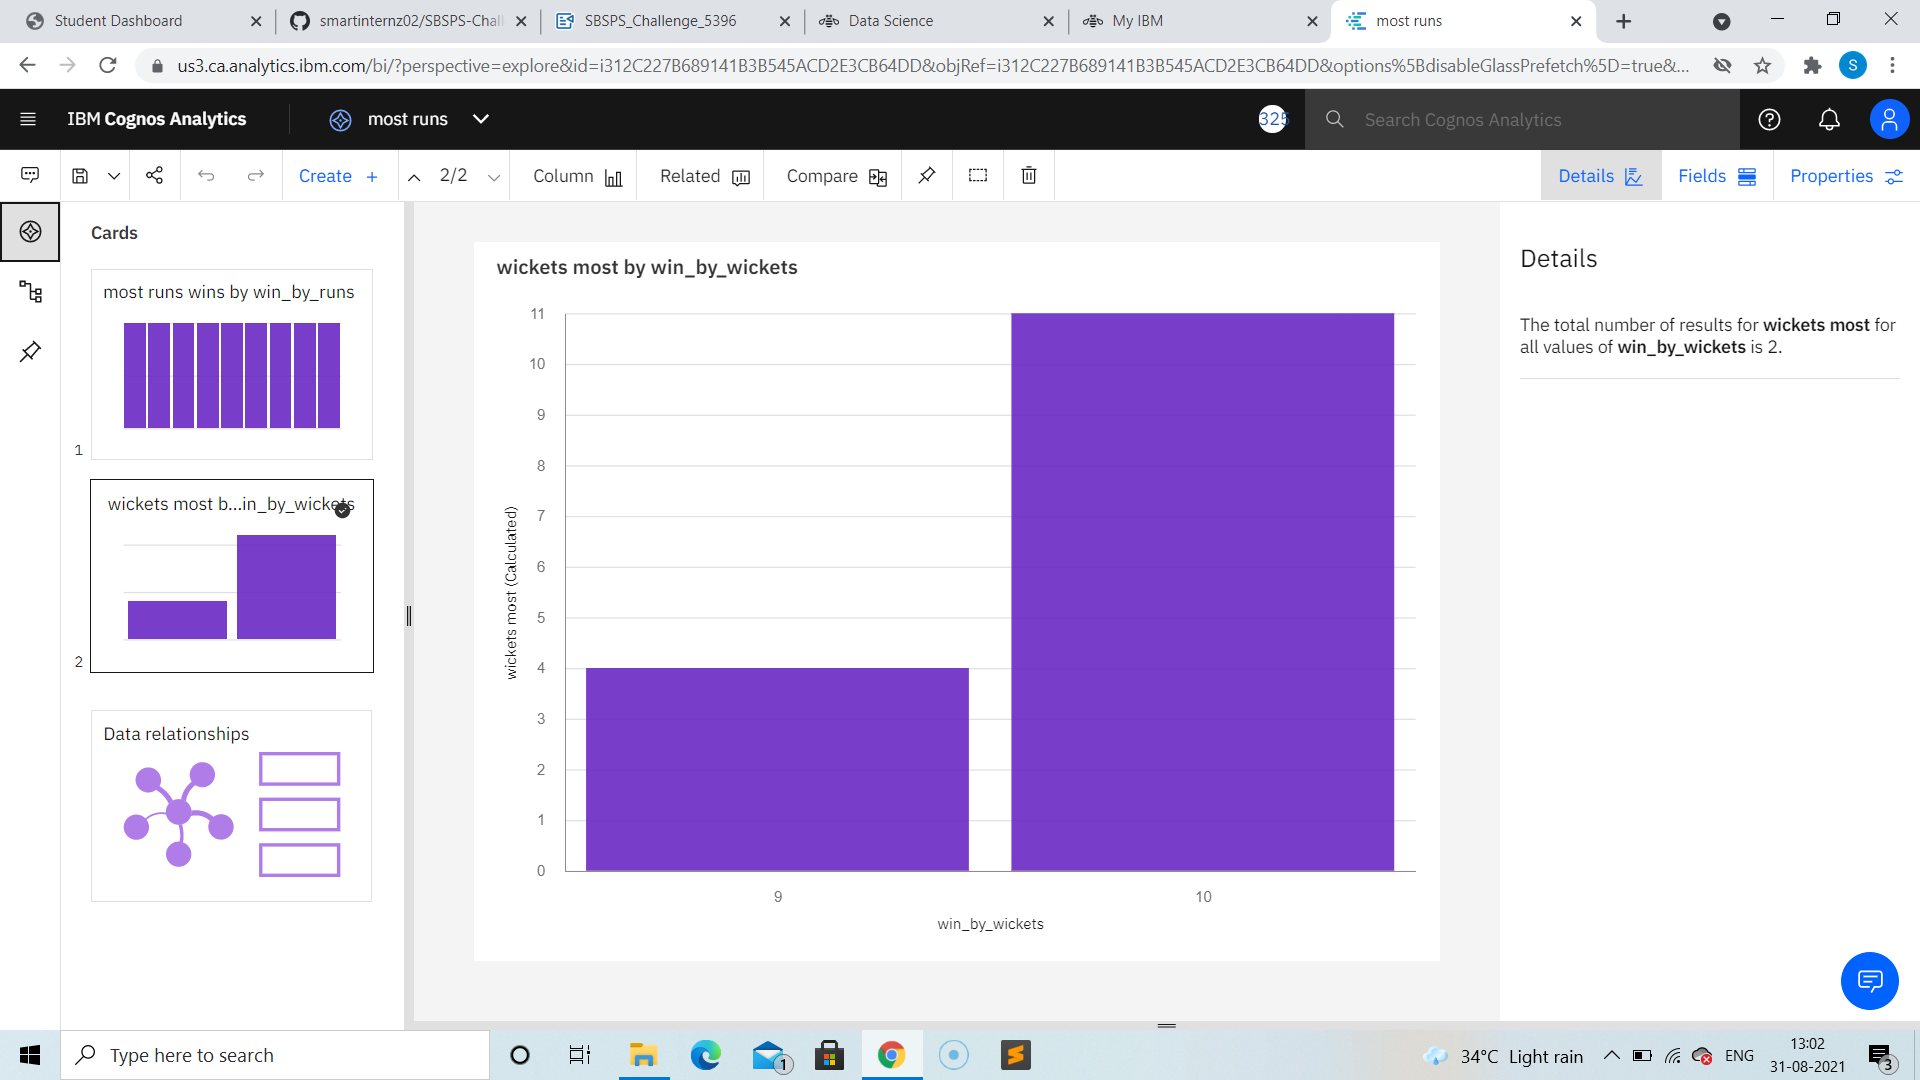 Student Dashboard
smartinternz02/SBSPS-Chall
SBSPS_Challenge_5396
Data Science
My IBM
most runs
us3.ca.analytics.ibm.com/bi/?perspective=explore&id=i312C227B689141B3B545ACD2E3CB64DD&objRef=i312C227B689141B3B545ACD2E3CB64DD&options%5BdisableGlassPrefetch%5D=true&...
S
IBM Cognos Analytics
most runs
325
Search Cognos Analytics
Create +
2/2
Column
Related
Compare
Details
Fields
Properties
Cards
most runs wins by win_by_runs
1
wickets most b...in_by_wickets
2
Data relationships
wickets most by win_by_wickets
wickets most (Calculated)
11
10
9
8
7
6
5
4
3
2
1
0
9
10
win_by_wickets
Details
The total number of results for wickets most for
all values of win_by_wickets is 2.
Type here to search
1
34°C Light rain
ENG
13:02
31-08-2021
3